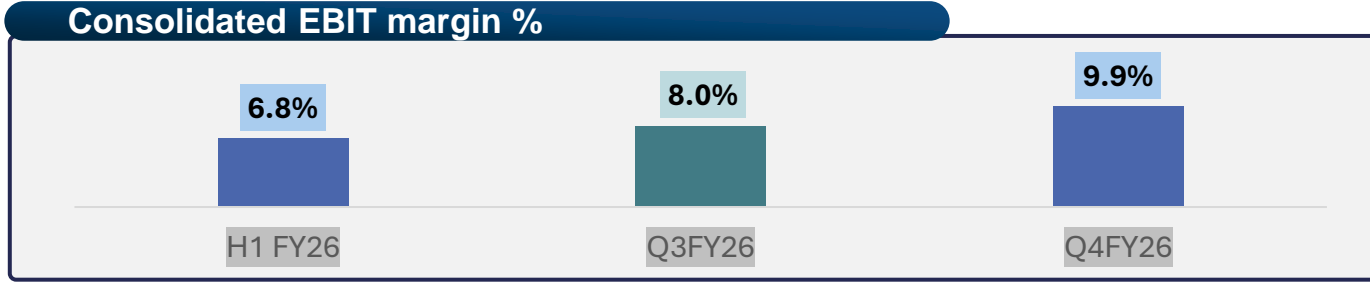 Consolidated EBIT margin %
6.8%
8.0%
9.9%
H1 FY26
Q3FY26
Q4FY26